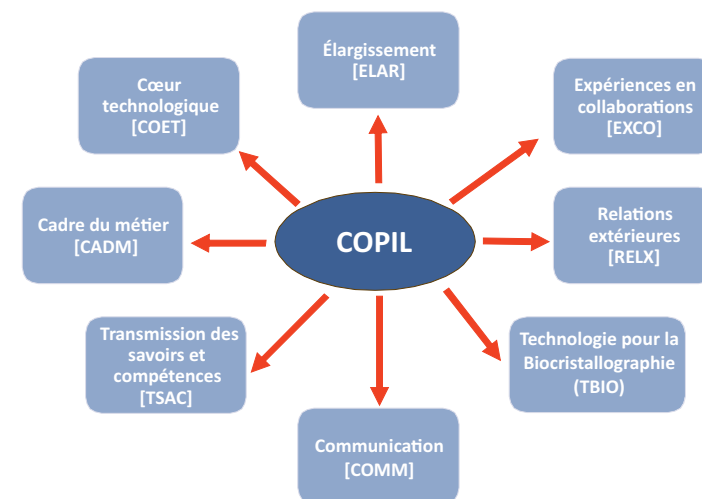 Élargissement
[ELAR]
Cœur
technologique
[COET]
Expériences en
collaborations
[EXCO]
Cadre du métier
[CADM]
COPIL
Relations
extérieures
[RELX]
Transmission des
savoirs et
compétences
[TSAC]
Technologie pour la
Biocristallographie
(TBIO)
Communication
[COMM]